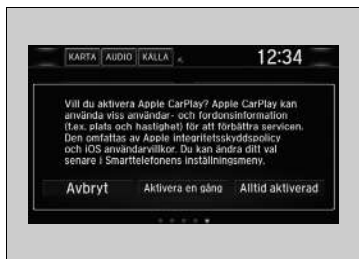 KARTA AUDIO KÄLLA 12:34
Vill du aktivera Apple CarPlay? Apple CarPlay kan
använda viss användar- och fordonsinformation
(t.ex. plats och hastighet) för att förbättra servicen.
Den omfattas av Apple integritetsskyddspolicy
och iOS användarvillkor. Du kan ändra ditt val
senare i Smarttelefonens inställningsmeny.
Avbryt Aktivera en gång Alltid aktiverad